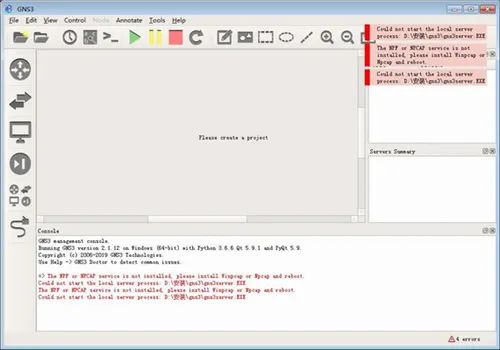 GNS3
File Edit View Control Node Annotate Tools Help
Could not start the local server
process: D:\安装\gns3\gns3server.EXE
The NPF or NPCAP service is not
installed, please install Winpcap or
Npcap and reboot.
Could not start the local server
process: D:\安装\gns3\gns3server.EXE
Please create a project
Servers Summary
Console
GNS3 management console.
Running GNS3 version 2.1.12 on Windows (64-bit) with Python 3.6.6 Qt 5.9.1 and PyQt 5.9.
Copyright (c) 2006-2019 GNS3 Technologies.
Use Help -> GNS3 Doctor to detect common issues.
=> The NPF or NPCAP service is not installed, please install Winpcap or Npcap and reboot.
Could not start the local server process: D:\安装\gns3\gns3server.EXE
The NPF or NPCAP service is not installed, please install Winpcap or Npcap and reboot.
Could not start the local server process: D:\安装\gns3\gns3server.EXE
4 errors